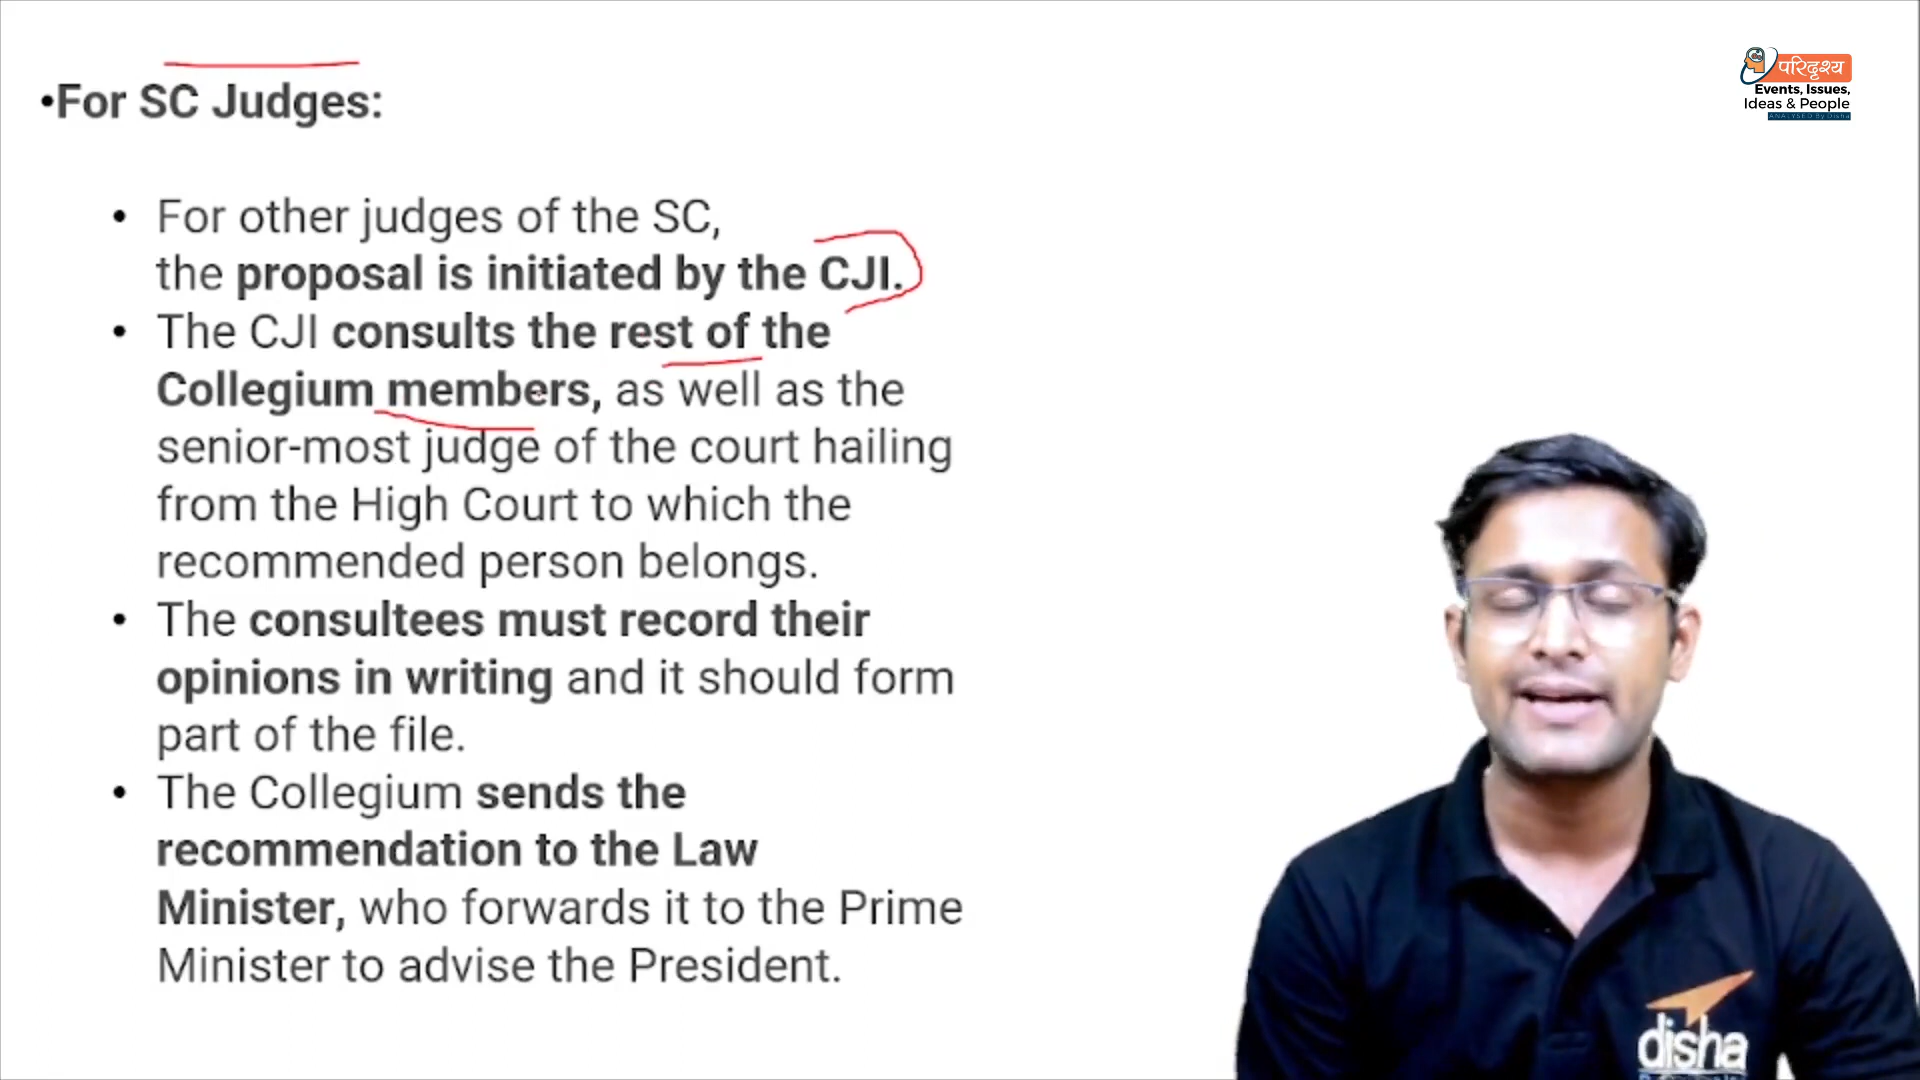 •For SC Judges:
• For other judges of the SC,
the proposal is initiated by the CJI.
• The CJI consults the rest of the
Collegium members, as well as the
senior-most judge of the court hailing
from the High Court to which the
recommended person belongs.
• The consultees must record their
opinions in writing and it should form
part of the file.
• The Collegium sends the
recommendation to the Law
Minister, who forwards it to the Prime
Minister to advise the President.
परिदृश्य
Events, Issues,
Ideas & People
ANALYSED By Disha
disha